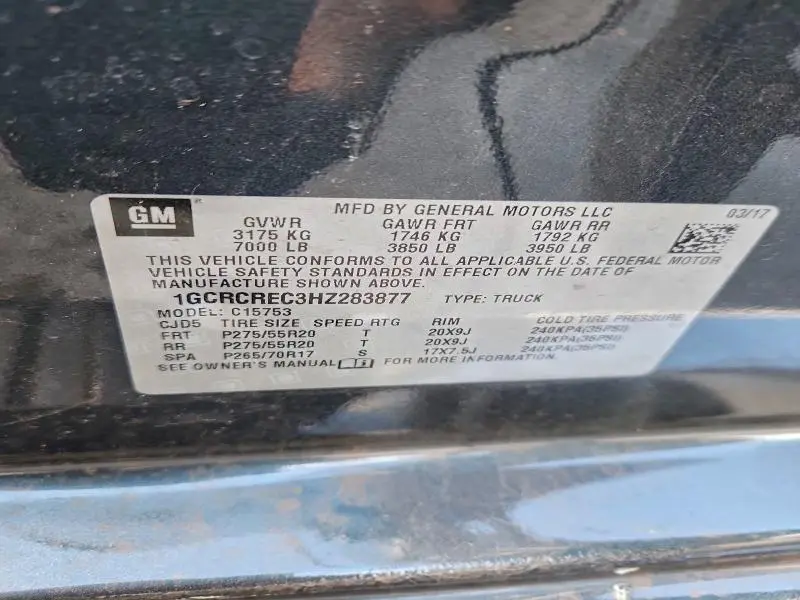 GM
MFD BY GENERAL MOTORS LLC 03/17
GVWR GAWR FRT GAWR RR
3175 KG 1746 KG 1792 KG
7000 LB 3850 LB 3950 LB
THIS VEHICLE CONFORMS TO ALL APPLICABLE U.S. FEDERAL MOTOR
VEHICLE SAFETY STANDARDS IN EFFECT ON THE DATE OF
MANUFACTURE SHOWN ABOVE.
1GCRCREC3HZ283877 TYPE: TRUCK
MODEL: C15753
CJD5 TIRE SIZE SPEED RTG RIM COLD TIRE PRESSURE
FRT P275/55R20 T 20X9J 240KPA(35PSI)
RR P275/55R20 T 20X9J 240KPA(35PSI)
SPA P265/70R17 S 17X7.5J 240KPA(35PSI)
SEE OWNER'S MANUAL FOR MORE INFORMATION.